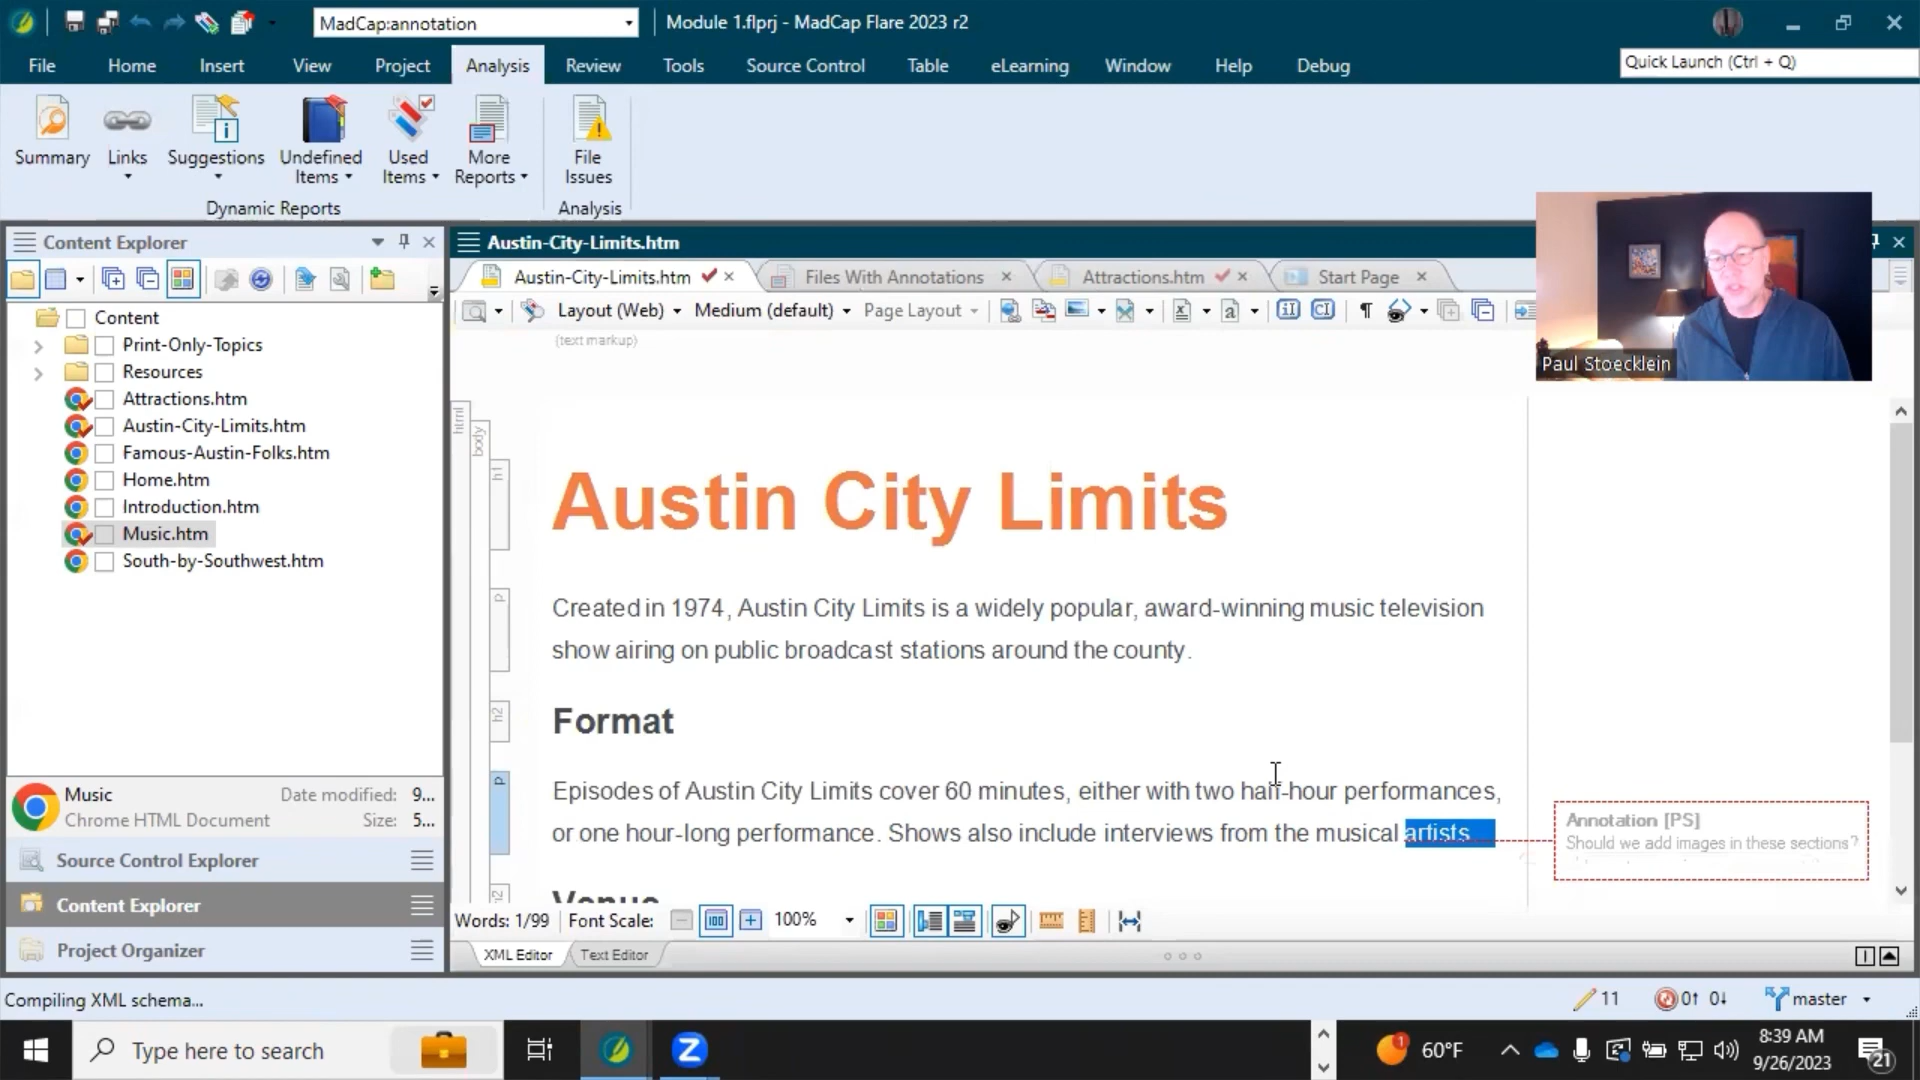 MadCap:annotation
Module 1.flprj - MadCap Flare 2023 r2
File Home Insert View Project Analysis Review Tools Source Control Table eLearning Window Help Debug
Quick Launch (Ctrl + Q)
Summary
Links
Suggestions
Undefined Items
Used Items
More Reports
File Issues
Dynamic Reports
Analysis
Content Explorer
Austin-City-Limits.htm
Austin-City-Limits.htm
Files With Annotations
Attractions.htm
Start Page
Layout (Web)
Medium (default)
Page Layout
(text markup)
Content
Print-Only-Topics
Resources
Attractions.htm
Austin-City-Limits.htm
Famous-Austin-Folks.htm
Home.htm
Introduction.htm
Music.htm
South-by-Southwest.htm
Paul Stoecklein
html
body
h1
Austin City Limits
p
Created in 1974, Austin City Limits is a widely popular, award-winning music television
show airing on public broadcast stations around the county.
h2
Format
p
Episodes of Austin City Limits cover 60 minutes, either with two half-hour performances,
or one hour-long performance. Shows also include interviews from the musical artists.
Annotation [PS]
Should we add images in these sections?
h2
Venue
Music
Date modified: 9...
Chrome HTML Document
Size: 5...
Source Control Explorer
Content Explorer
Project Organizer
Words: 1/99
Font Scale:
100%
XML Editor
Text Editor
Compiling XML schema...
11
0↑ 0↓
master
Type here to search
1
60°F
8:39 AM
9/26/2023
21